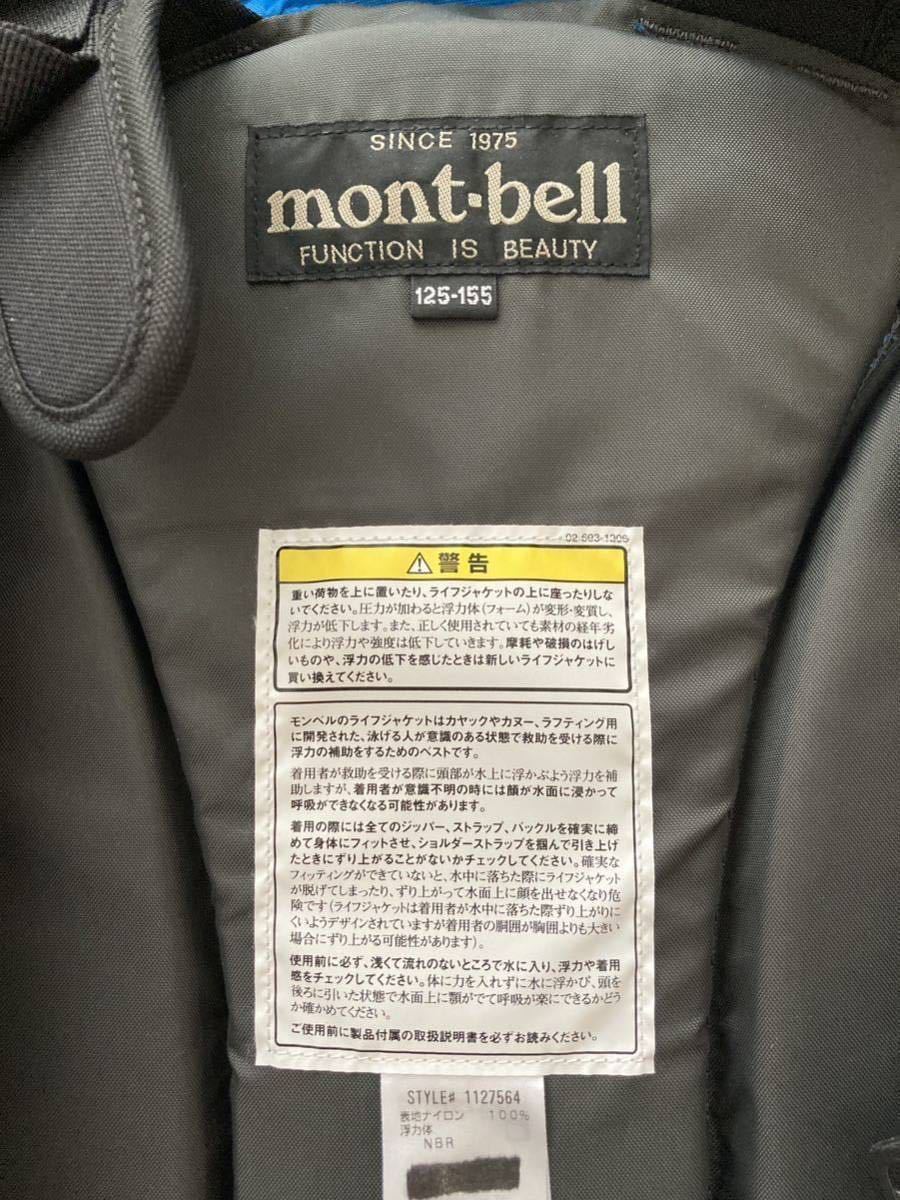 SINCE 1975
mont-bell
FUNCTION IS BEAUTY
125-155
02-693-1309
⚠警告
重い荷物を上に置いたり、ライフジャケットの上に座ったりしな
いでください。圧力が加わると浮力体(フォーム)が変形・変質し、
浮力が低下します。また、正しく使用されていても素材の経年劣
化により浮力や強度は低下していきます。摩耗や破損のはげし
いものや、浮力の低下を感じたときは新しいライフジャケットに
買い換えてください。
モンベルのライフジャケットはカヤックやカヌー、ラフティング用
に開発された、泳げる人が意識のある状態で救助を受ける際に
浮力の補助をするためのベストです。
着用者が救助を受ける際に頭部が水上に浮かぶよう浮力を補
助しますが、着用者が意識不明の時には顔が水面に浸かって
呼吸ができなくなる可能性があります。
着用の際には全てのジッパー、ストラップ、バックルを確実に締
めて身体にフィットさせ、ショルダーストラップを掴んで引き上げ
たときにずり上がることがないかチェックしてください。確実な
フィッティングができていないと、水中に落ちた際にライフジャケット
が脱げてしまったり、ずり上がって水面上に顔を出せなくなり危
険です(ライフジャケットは着用者が水中に落ちた際ずり上がりに
くいようデザインされていますが着用者の胴囲が胸囲よりも大きい
場合にずり上がる可能性があります)。
使用前に必ず、浅くて流れのないところで水に入り、浮力や着用
感をチェックしてください。体に力を入れずに水に浮かび、頭を
後ろに引いた状態で水面上に顎がでて呼吸が楽にできるかどう
か確かめてください。
ご使用前に製品付属の取扱説明書を必ずお読みください。
STYLE# 1127564
表地ナイロン 100%
浮力体
NBR